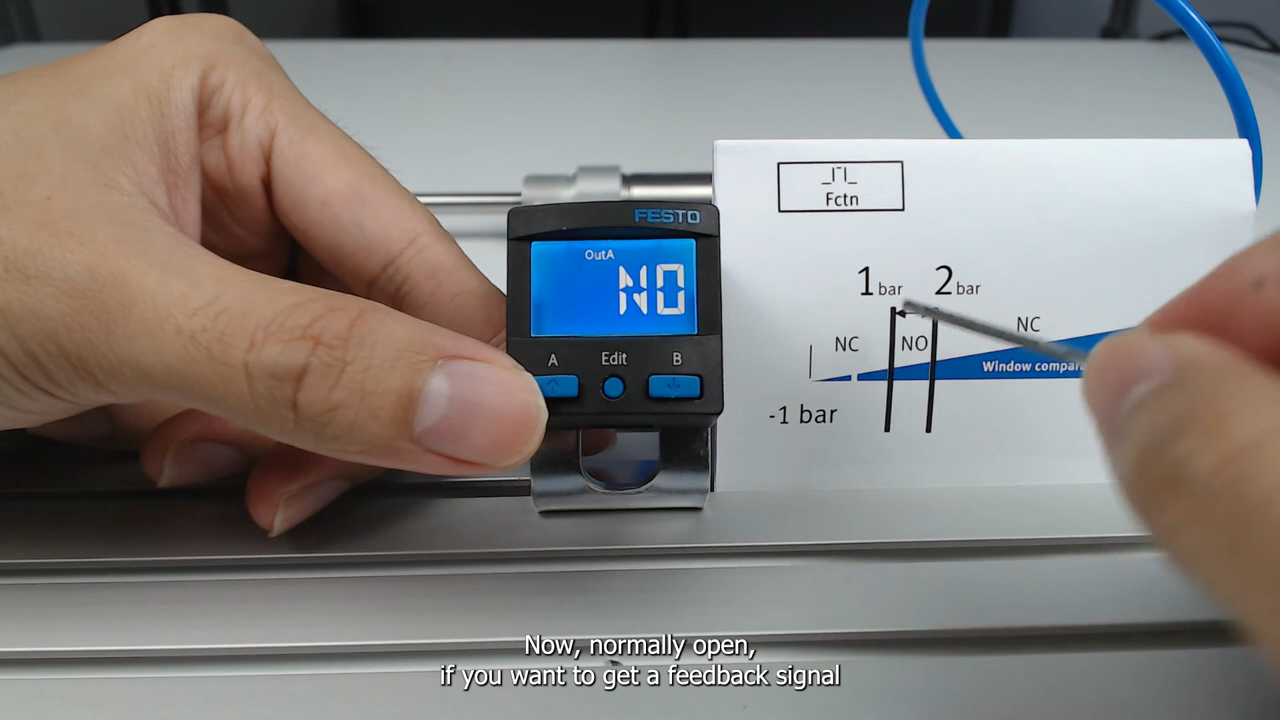 FESTO
OutA
NO
A Edit B
Fctn
1 bar 2 bar
NC NO NC
Window compara
-1 bar
Now, normally open,
if you want to get a feedback signal